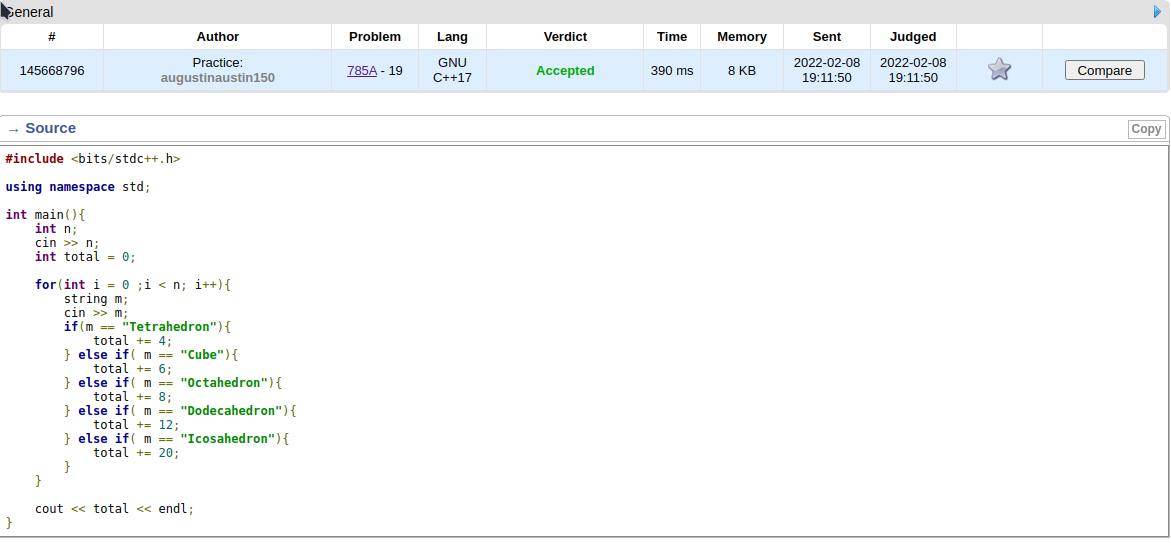 General
# Author Problem Lang Verdict Time Memory Sent Judged
145668796 Practice: augustinaustin150 785A - 19 GNU C++17 Accepted 390 ms 8 KB 2022-02-08 19:11:50 2022-02-08 19:11:50 Compare
→ Source Copy
#include <bits/stdc++.h>
using namespace std;
int main(){
    int n;
    cin >> n;
    int total = 0;
    for(int i = 0 ;i < n; i++){
        string m;
        cin >> m;
        if(m == "Tetrahedron"){
            total += 4;
        } else if( m == "Cube"){
            total += 6;
        } else if( m == "Octahedron"){
            total += 8;
        } else if( m == "Dodecahedron"){
            total += 12;
        } else if( m == "Icosahedron"){
            total += 20;
        }
    }
    cout << total << endl;
}